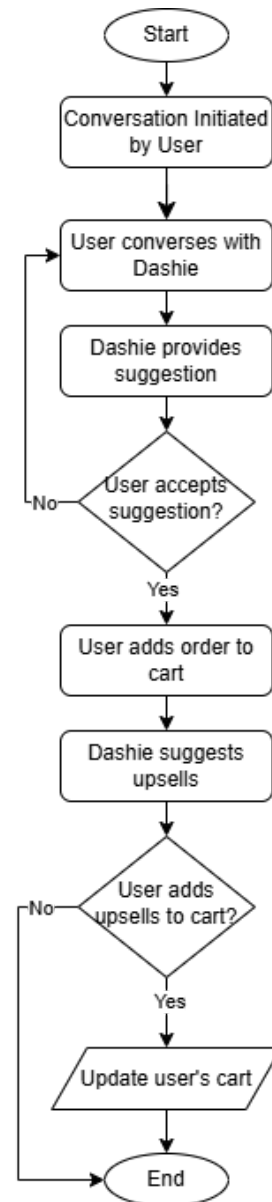 Start
Conversation Initiated
by User
User converses with
Dashie
Dashie provides
suggestion
User accepts
suggestion?
No
Yes
User adds order to
cart
Dashie suggests
upsells
User adds
upsells to cart?
No
Yes
Update user's cart
End